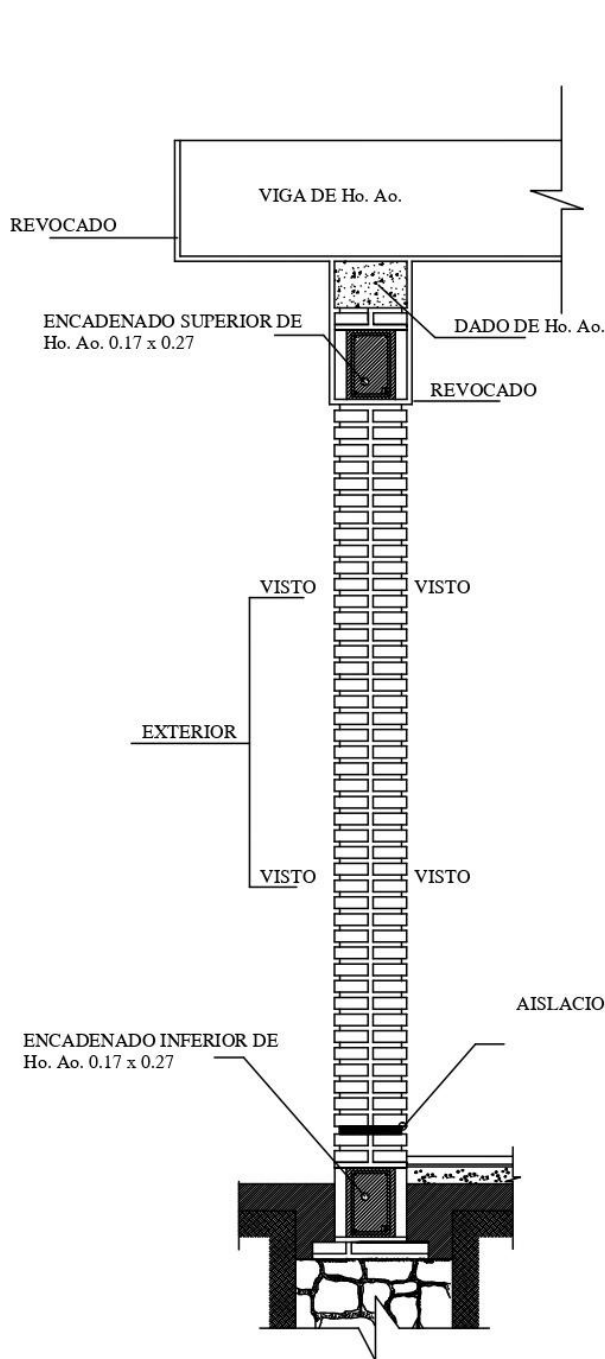 VIGA DE Ho. Ao.
REVOCADO
ENCADENADO SUPERIOR DE
Ho. Ao. 0.17 x 0.27
DADO DE Ho. Ao.
REVOCADO
VISTO
VISTO
EXTERIOR
VISTO
VISTO
AISLACIO
ENCADENADO INFERIOR DE
Ho. Ao. 0.17 x 0.27